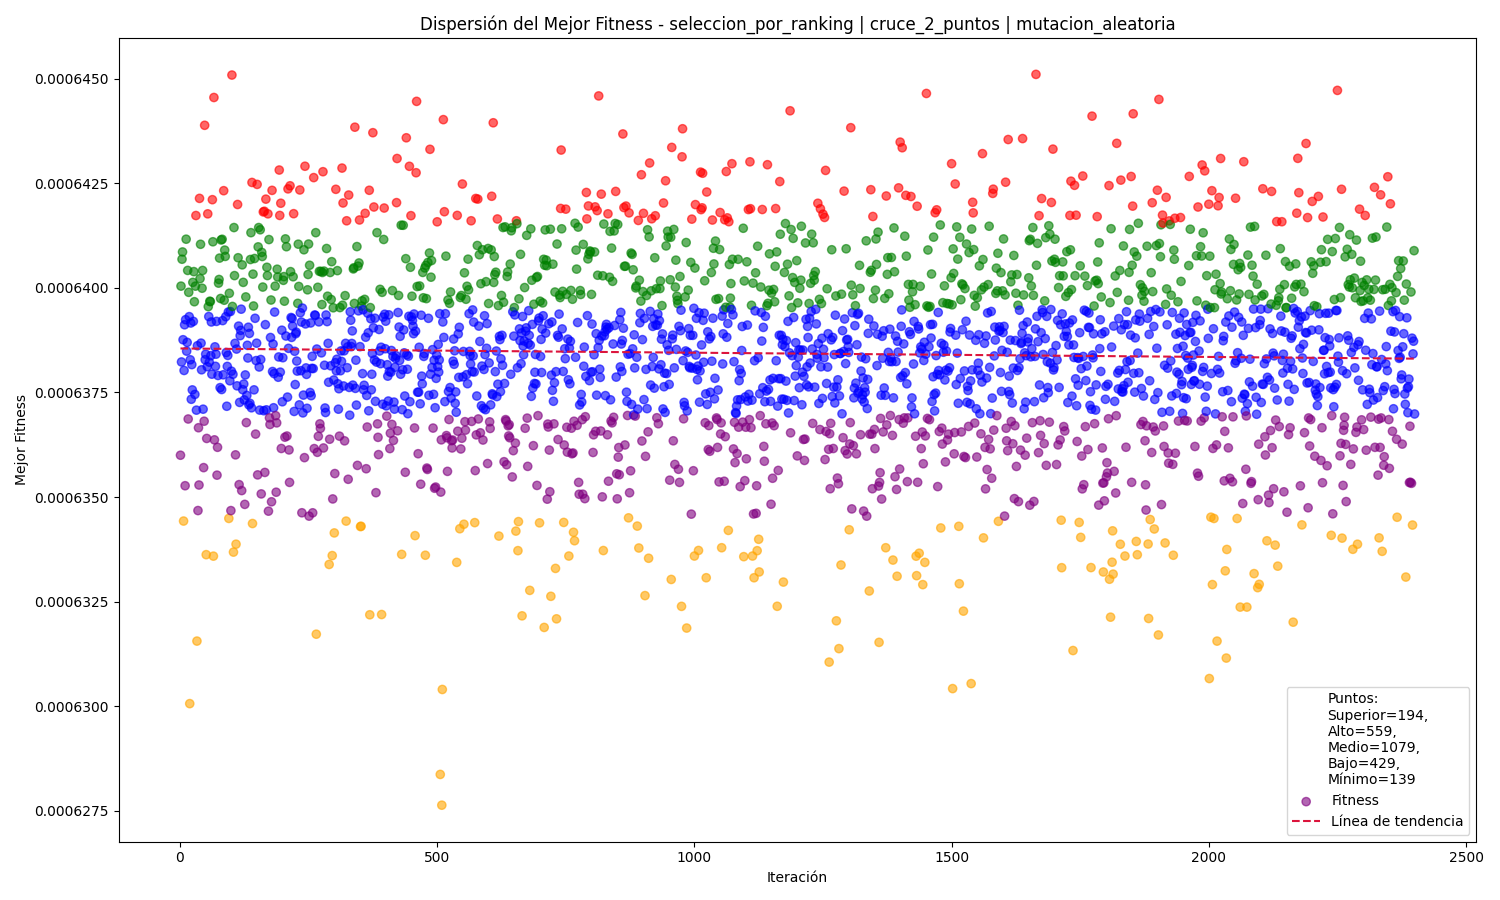 Dispersión del Mejor Fitness - seleccion_por_ranking | cruce_2_puntos | mutacion_aleatoria
Mejor Fitness
0.0006450
0.0006425
0.0006400
0.0006375
0.0006350
0.0006325
0.0006300
0.0006275
Puntos:
Superior=194,
Alto=559,
Medio=1079,
Bajo=429,
Mínimo=139
Fitness
Línea de tendencia
0
500
1000
1500
2000
2500
Iteración